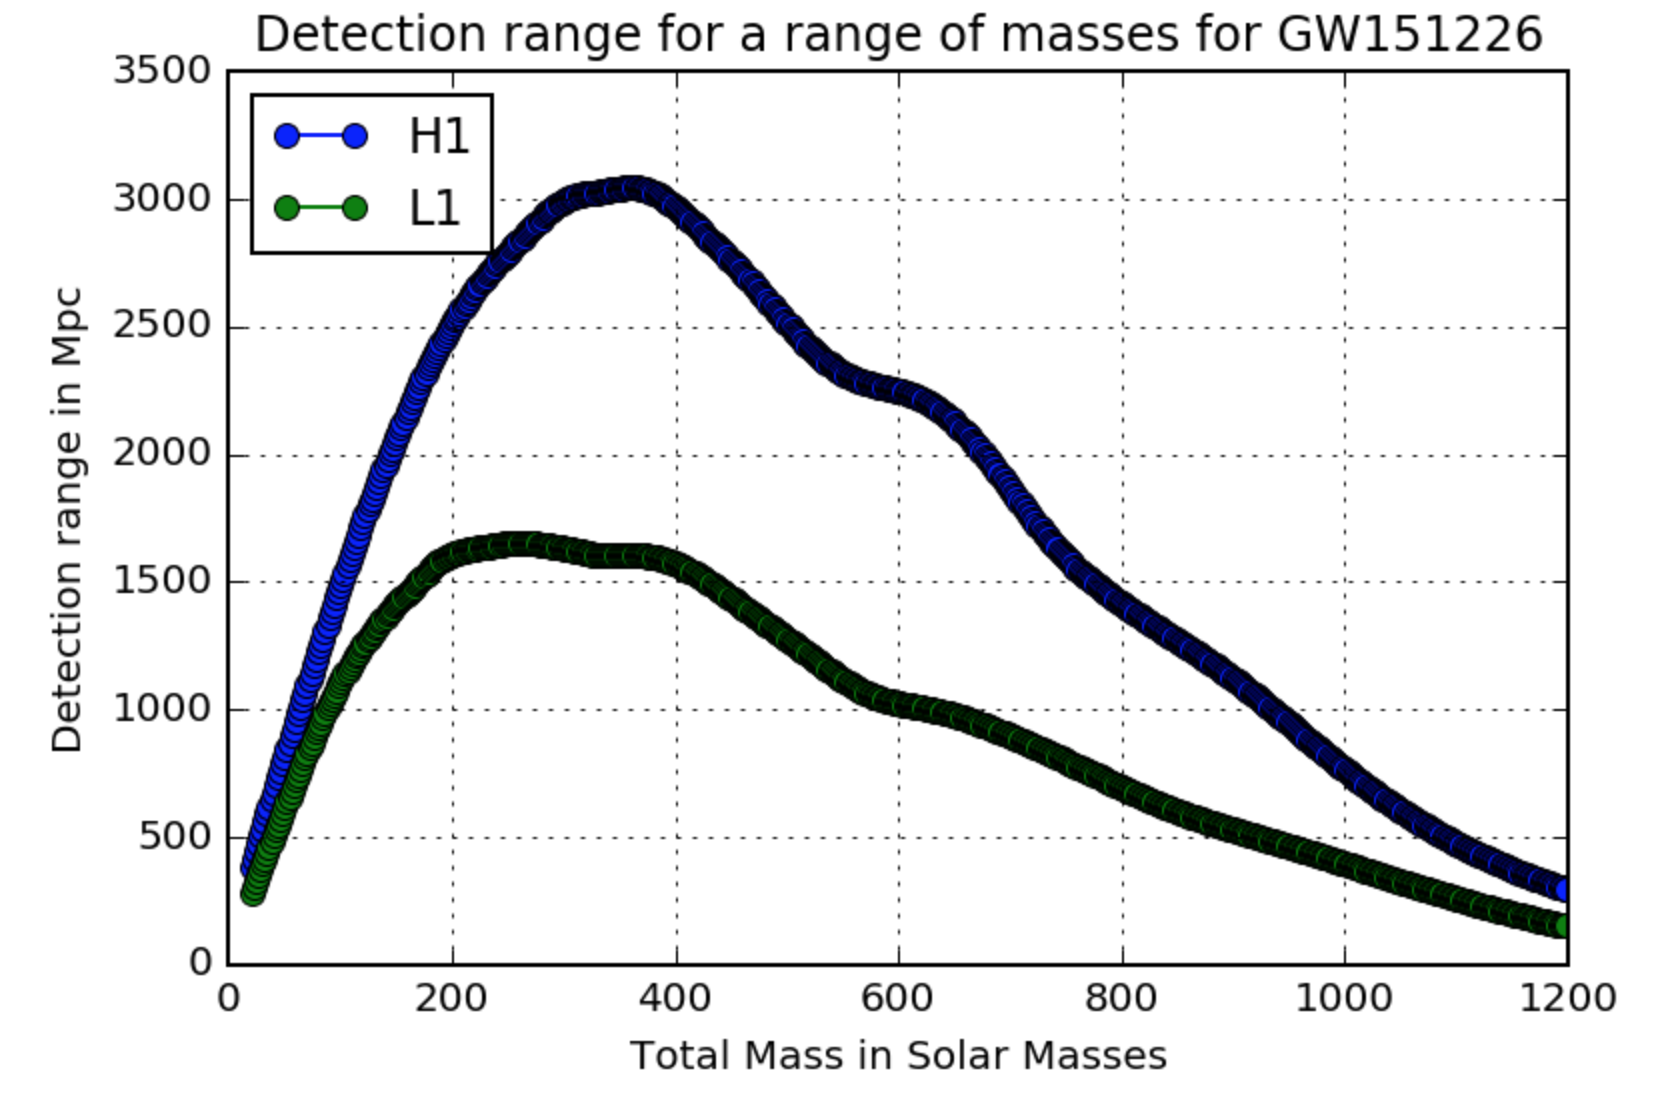 Detection range for a range of masses for GW151226
3500
3000
2500
2000
1500
1000
500
0
H1
L1
Detection range in Mpc
0 200 400 600 800 1000 1200
Total Mass in Solar Masses